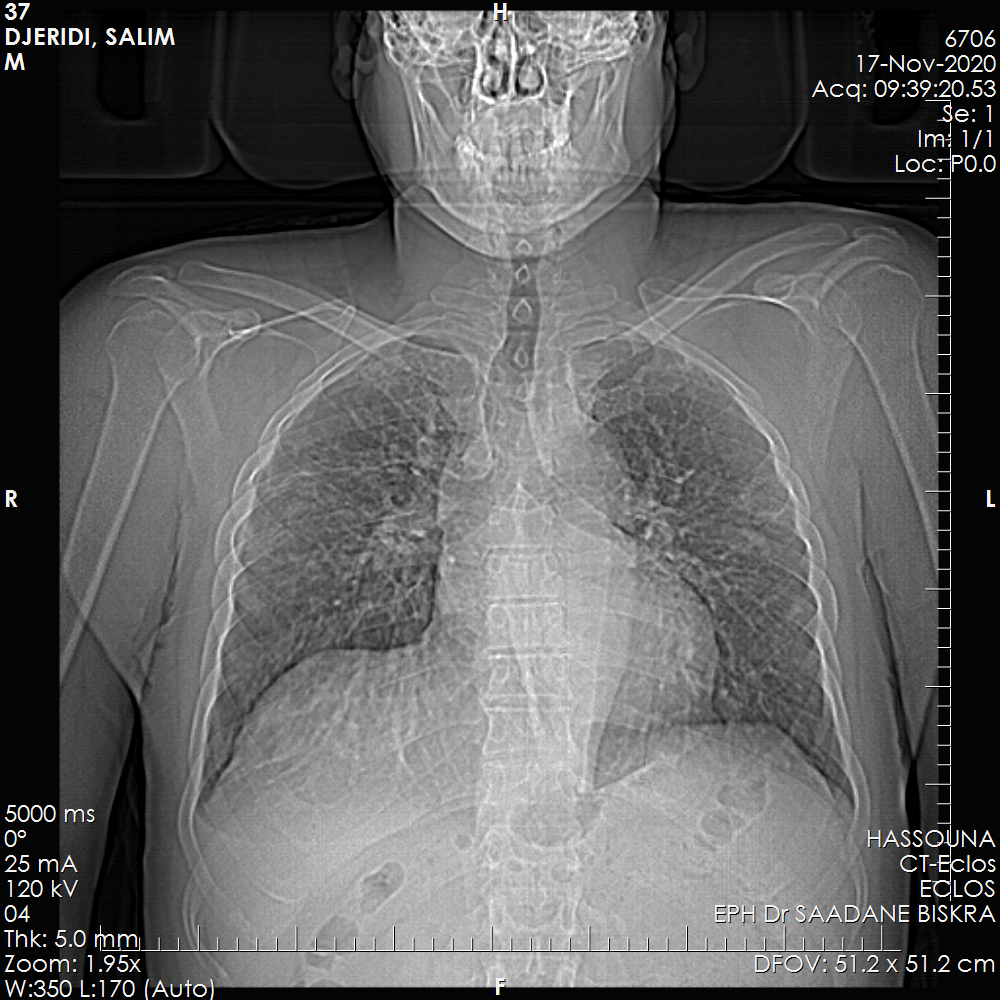 37
DJERIDI, SALIM
M
H
6706
17-Nov-2020
Acq: 09:39:20.53
Se: 1
Im: 1/1
Loc: P0.0
R
L
5000 ms
0°
25 mA
120 kV
04
Thk: 5.0 mm
Zoom: 1.95x
W:350 L:170 (Auto)
F
HASSOUNA
CT-Eclos
ECLOS
EPH Dr SAADANE BISKRA
DFOV: 51.2 x 51.2 cm